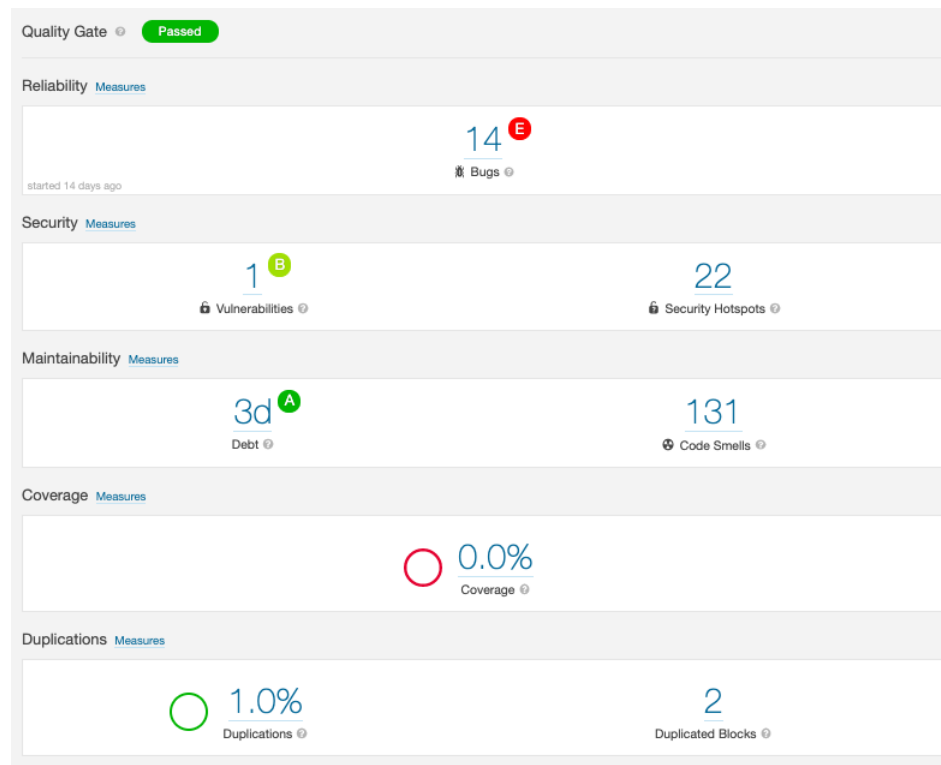 Quality Gate ? Passed
Reliability Measures
14 E
Bugs ?
started 14 days ago
Security Measures
1 B
Vulnerabilities ?
22
Security Hotspots ?
Maintainability Measures
3d A
Debt ?
131
Code Smells ?
Coverage Measures
0.0%
Coverage ?
Duplications Measures
1.0%
Duplications ?
2
Duplicated Blocks ?